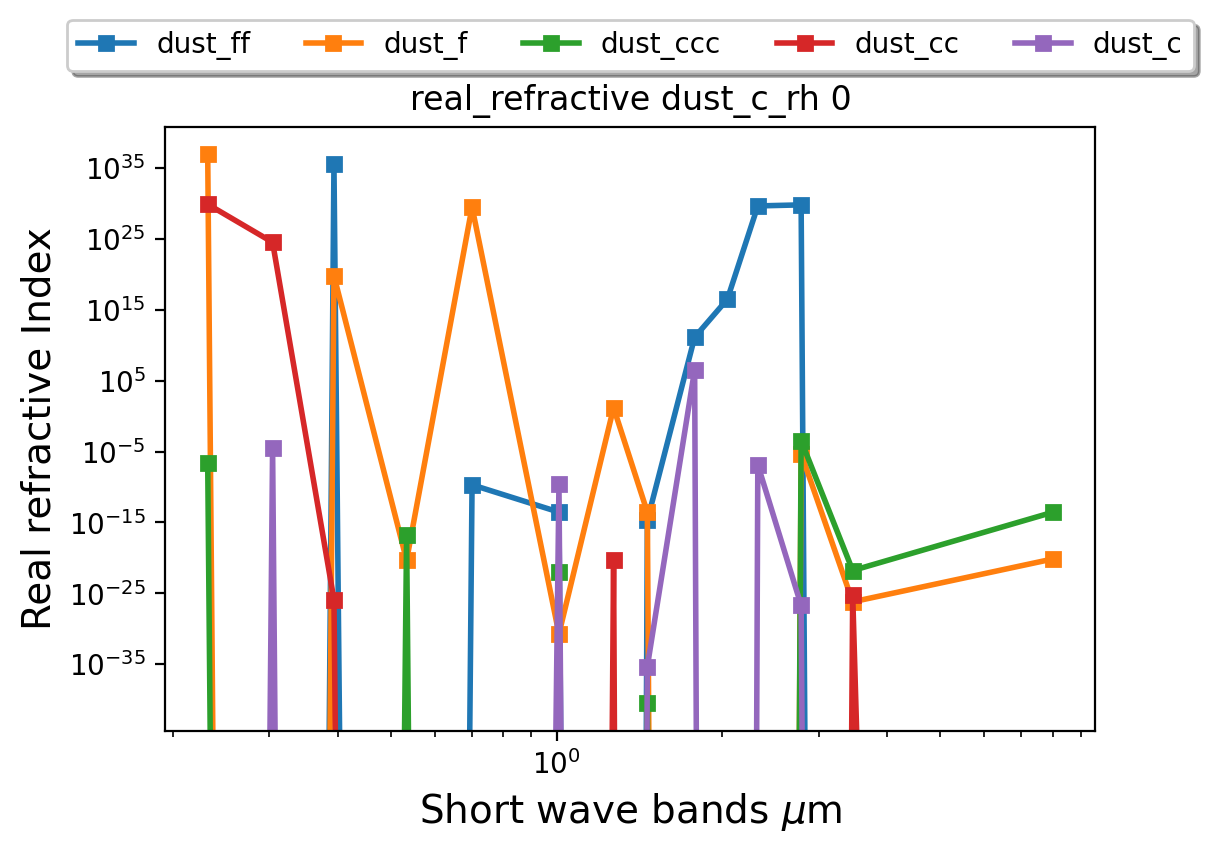 dust_ff dust_f dust_ccc dust_cc dust_c
real_refractive dust_c_rh 0
Real refractive Index
10^35
10^25
10^15
10^5
10^−5
10^−15
10^−25
10^−35
10^0
Short wave bands μm